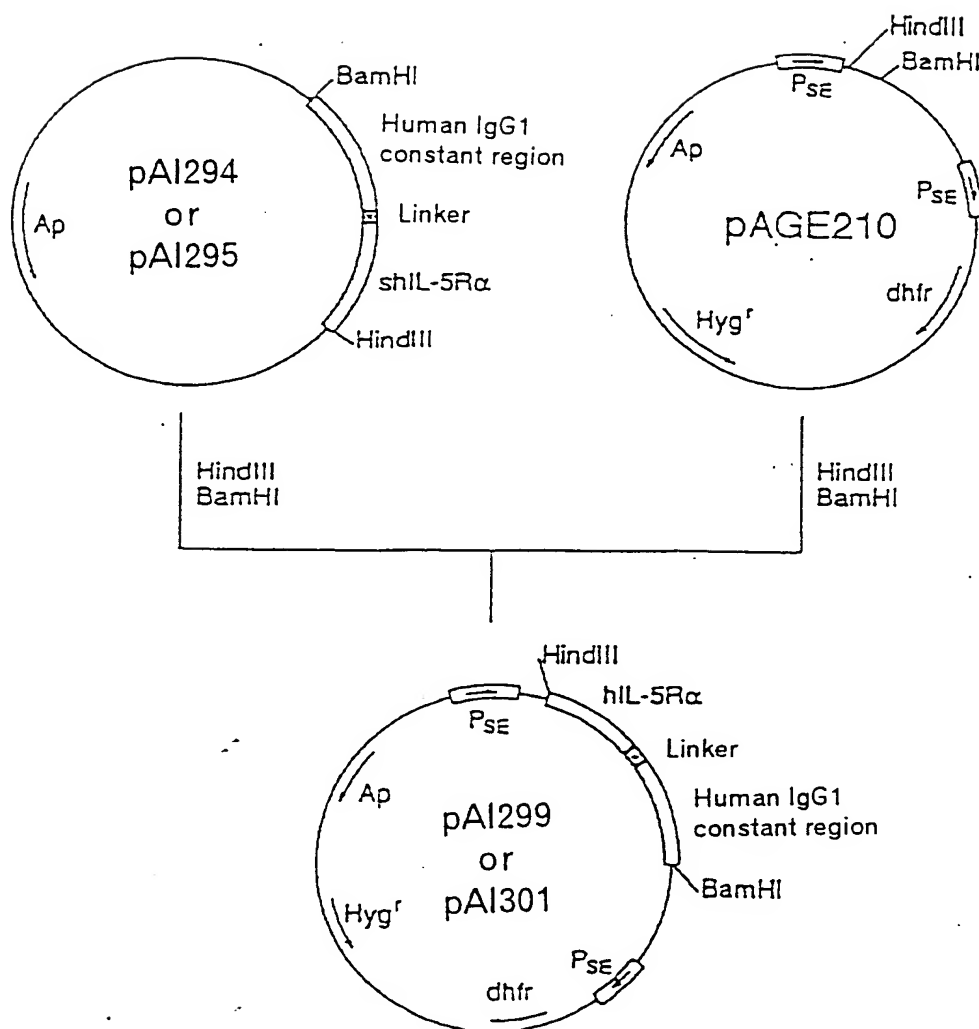 BamHI
Human IgG1
constant region
pAI294
or
pAI295
Ap
Linker
shIL-5Rα
HindIII
HindIII
BamHI
PSE
Ap
PSE
pAGE210
dhfr
Hygr
HindIII
BamHI
HindIII
BamHI
HindIII
hIL-5Rα
PSE
Linker
Ap
Human IgG1
constant region
pAI299
or
pAI301
BamHI
Hygr
PSE
dhfr